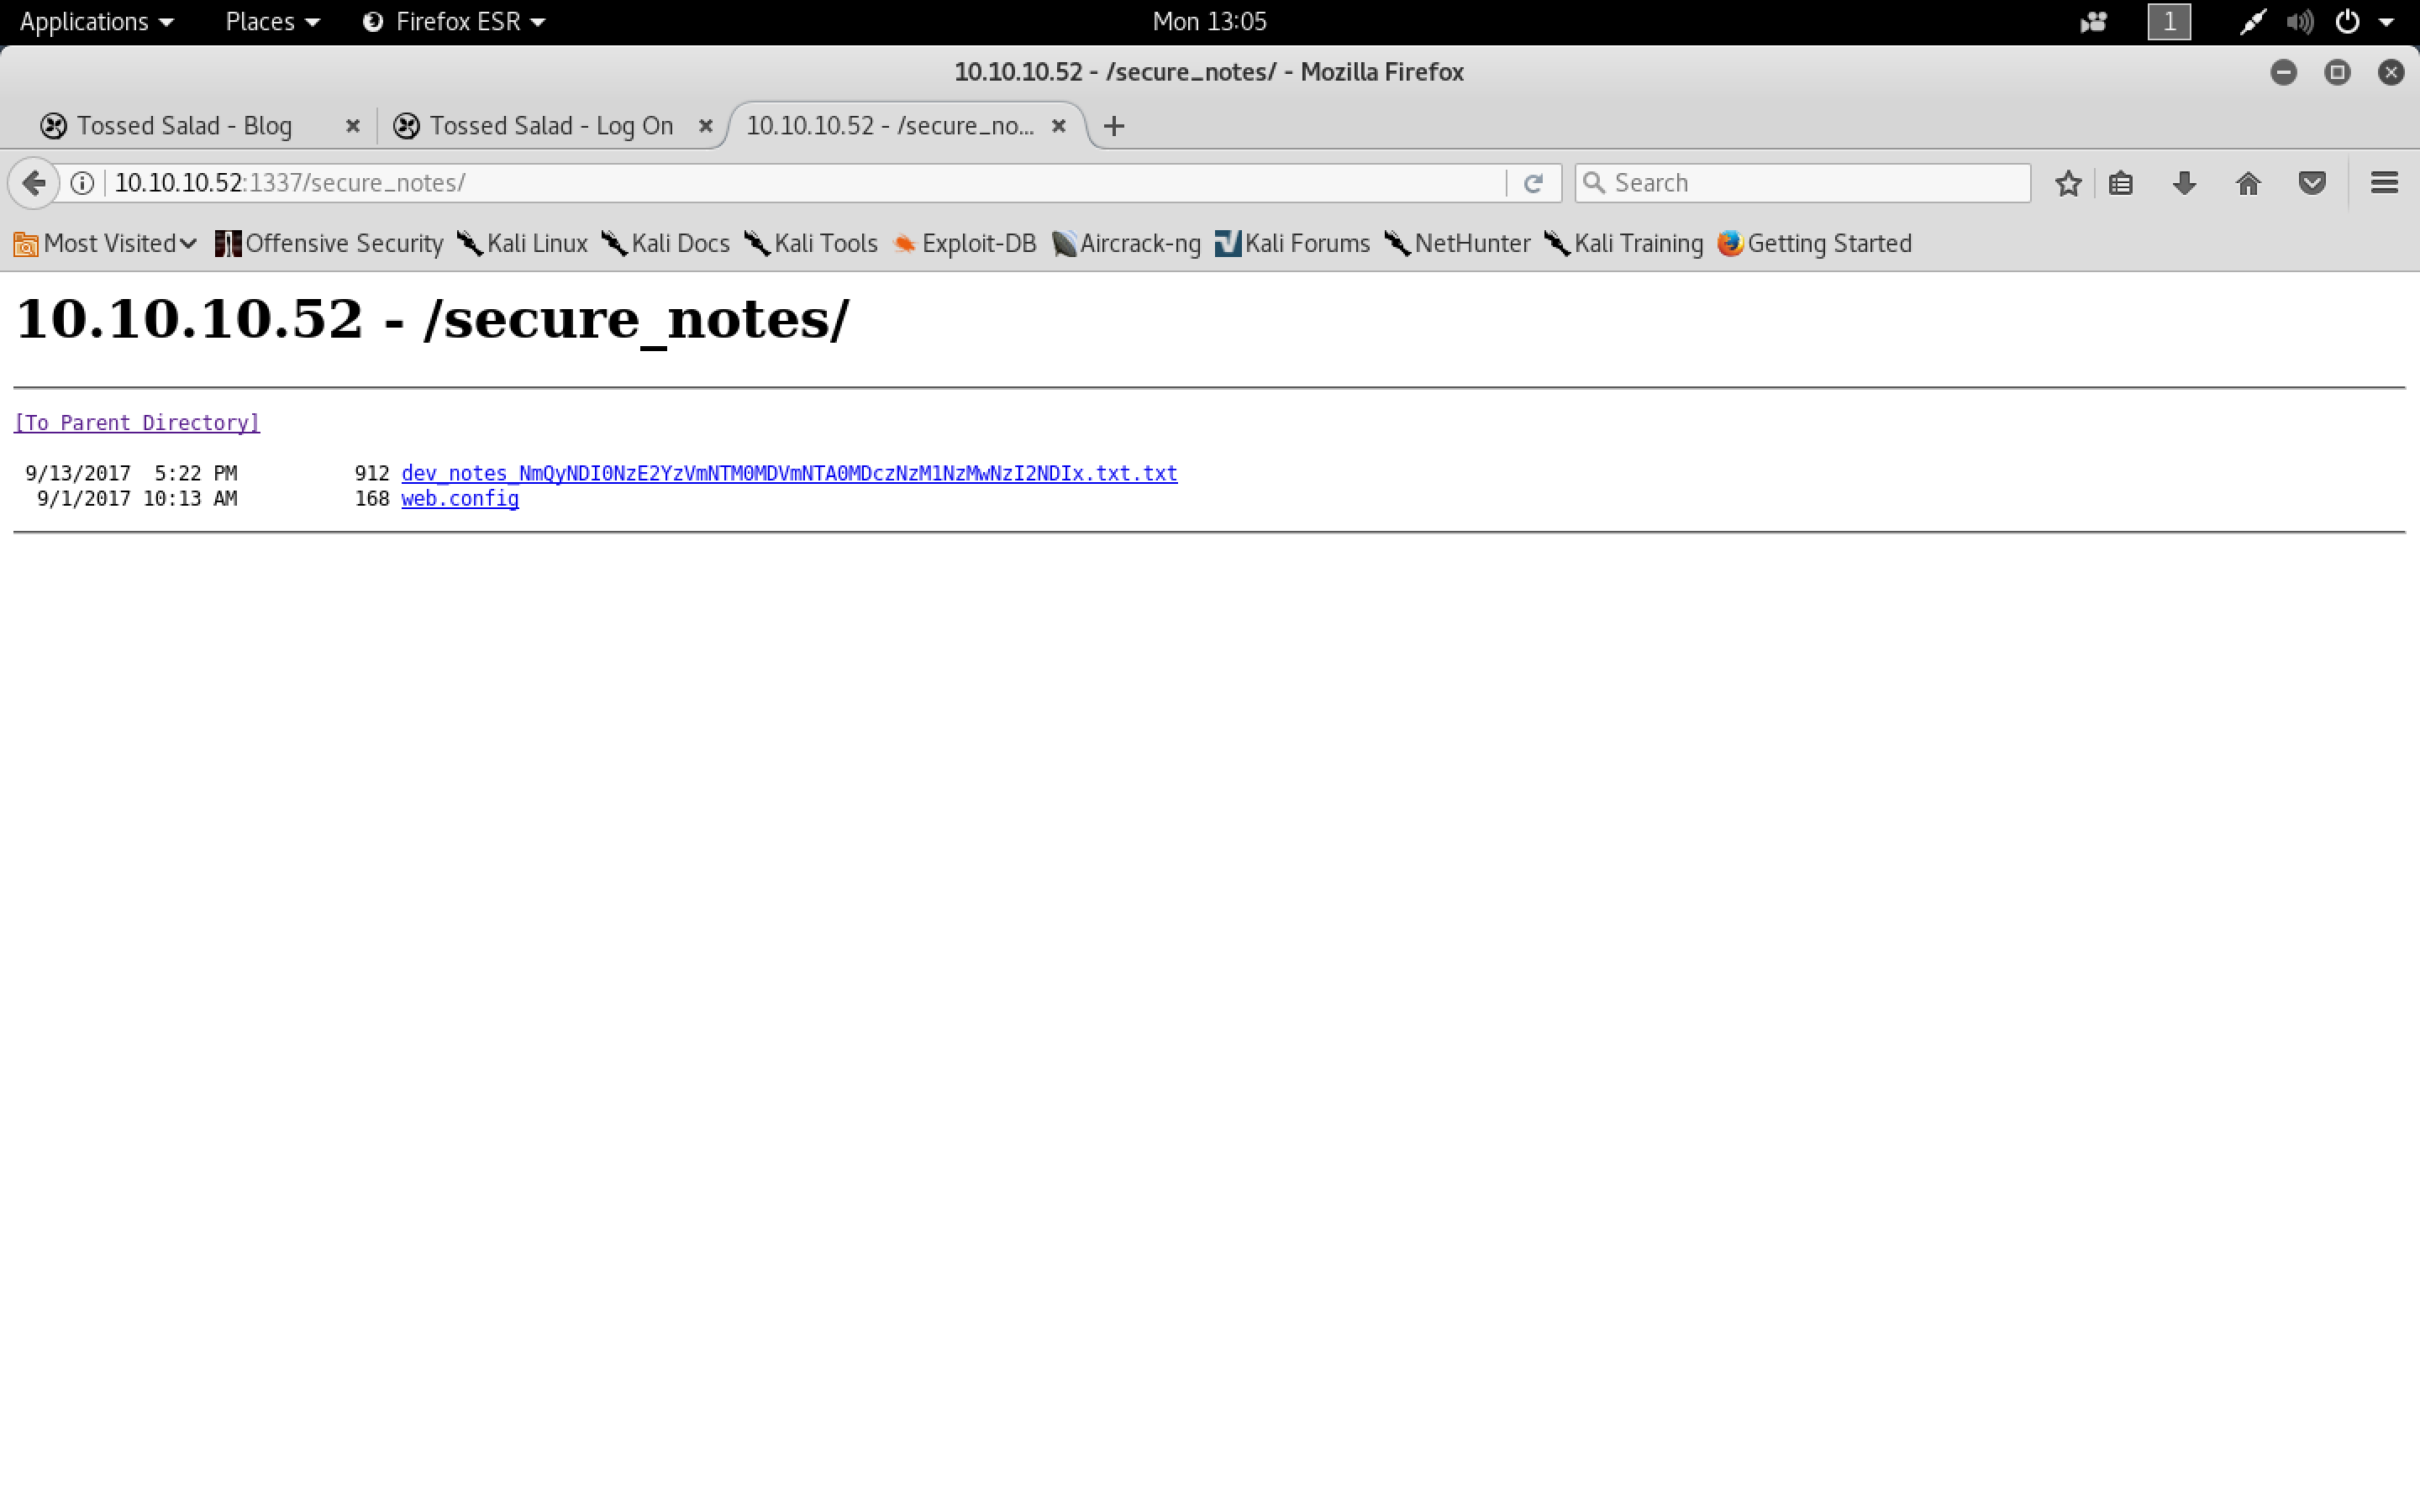 Applications Places Firefox ESR Mon 13:05 1
10.10.10.52 - /secure_notes/ - Mozilla Firefox
Tossed Salad - Blog Tossed Salad - Log On 10.10.10.52 - /secure_no...
10.10.10.52:1337/secure_notes/ Search
Most Visited Offensive Security Kali Linux Kali Docs Kali Tools Exploit-DB Aircrack-ng Kali Forums NetHunter Kali Training Getting Started
10.10.10.52 - /secure_notes/
[To Parent Directory]
9/13/2017 5:22 PM 912 dev_notes_NmQyNDI0NzE2YzVmNTM0MDVmNTA0MDczNzM1NzMwNzI2NDIx.txt.txt
9/1/2017 10:13 AM 168 web.config